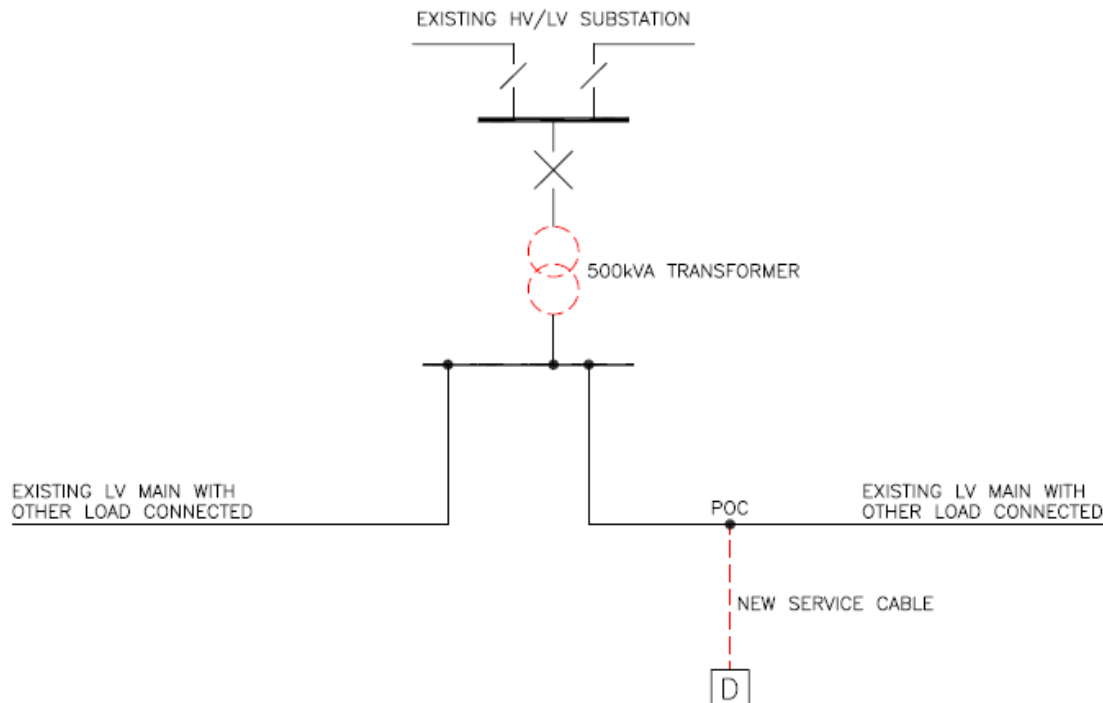 EXISTING HV/LV SUBSTATION
500kVA TRANSFORMER
EXISTING LV MAIN WITH
OTHER LOAD CONNECTED
POC
EXISTING LV MAIN WITH
OTHER LOAD CONNECTED
NEW SERVICE CABLE
D